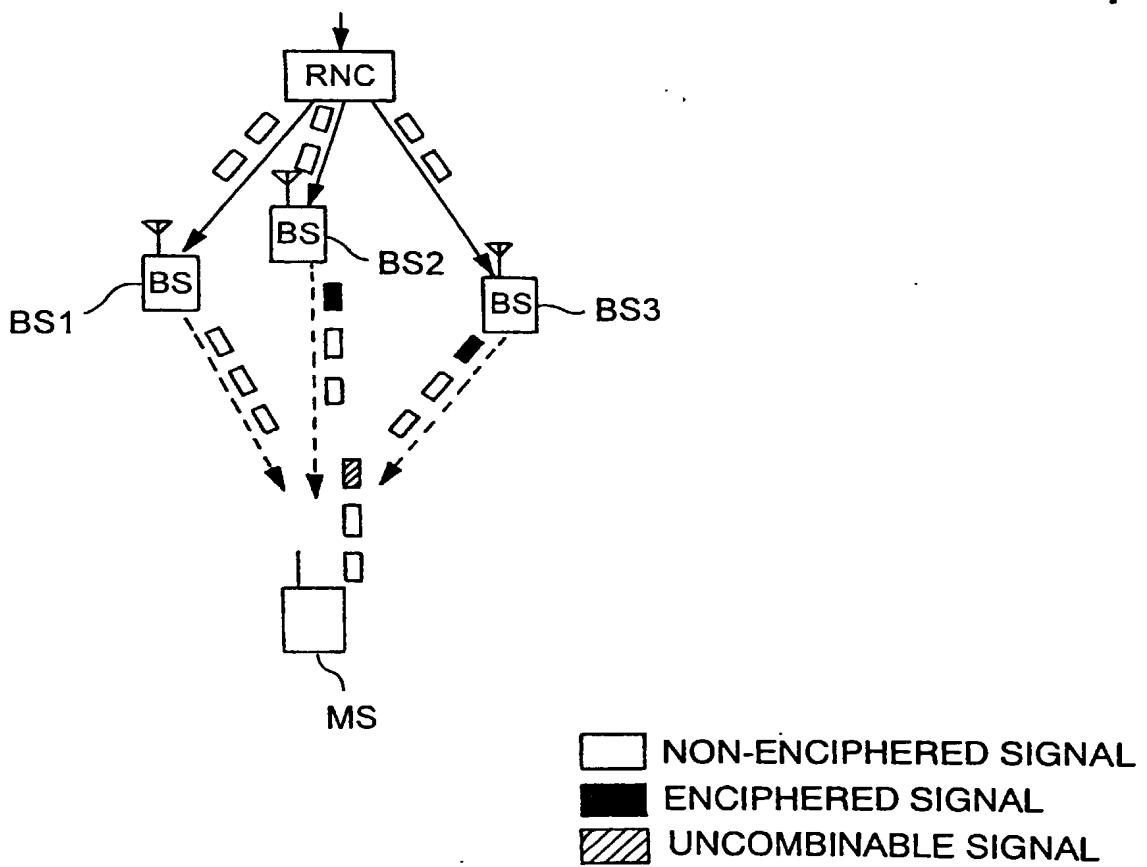 RNC
BS
BS2
BS
BS1
BS
BS3
MS
NON-ENCIPHERED SIGNAL
ENCIPHERED SIGNAL
UNCOMBINABLE SIGNAL